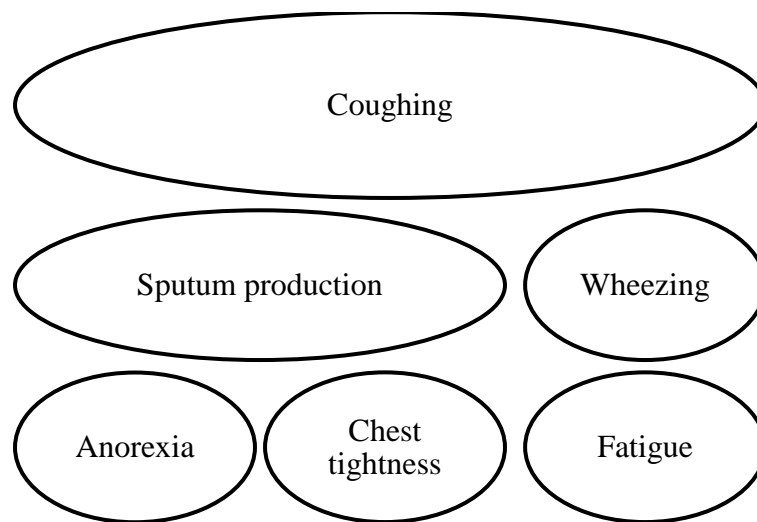 Coughing
Sputum production
Wheezing
Anorexia
Chest
tightness
Fatigue